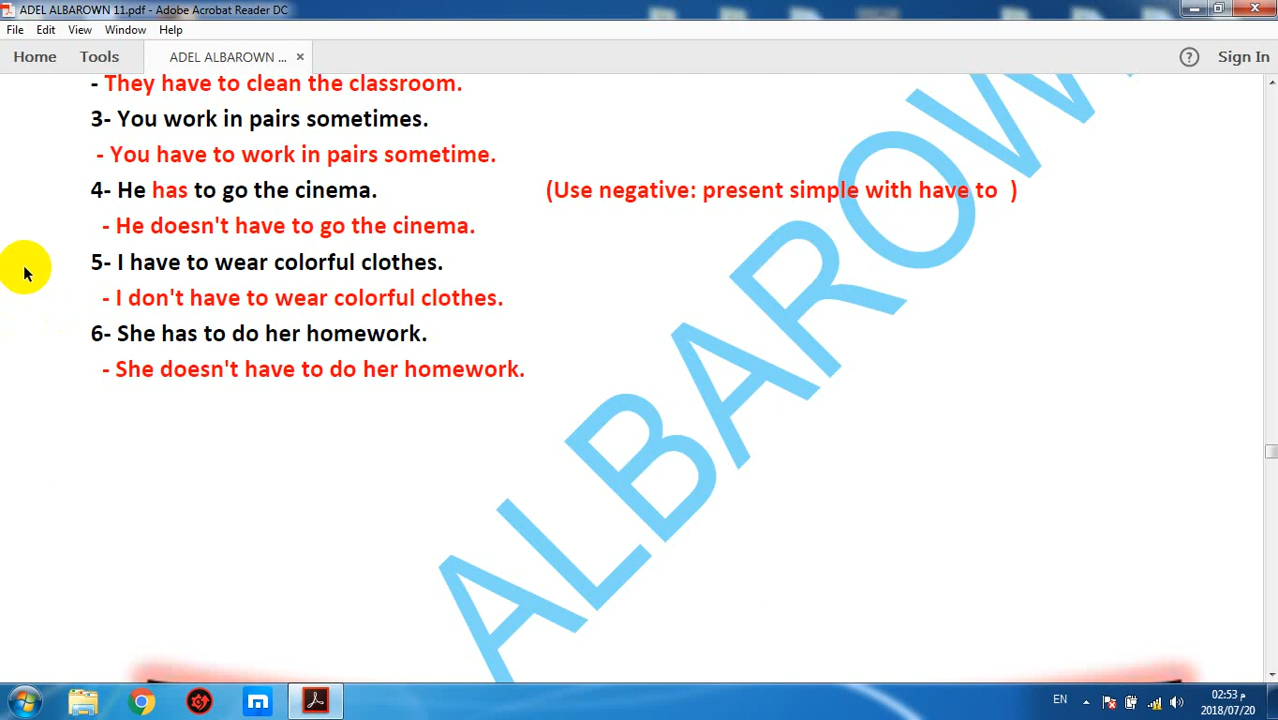 ADEL ALBAROWN 11.pdf - Adobe Acrobat Reader DC
File Edit View Window Help
Home Tools ADEL ALBAROWN ... × ? Sign In
- They have to clean the classroom.
3- You work in pairs sometimes.
- You have to work in pairs sometime.
4- He has to go the cinema. (Use negative: present simple with have to )
- He doesn't have to go the cinema.
5- I have to wear colorful clothes.
- I don't have to wear colorful clothes.
6- She has to do her homework.
- She doesn't have to do her homework.
ALBAROW
EN
02:53 م
2018/07/20